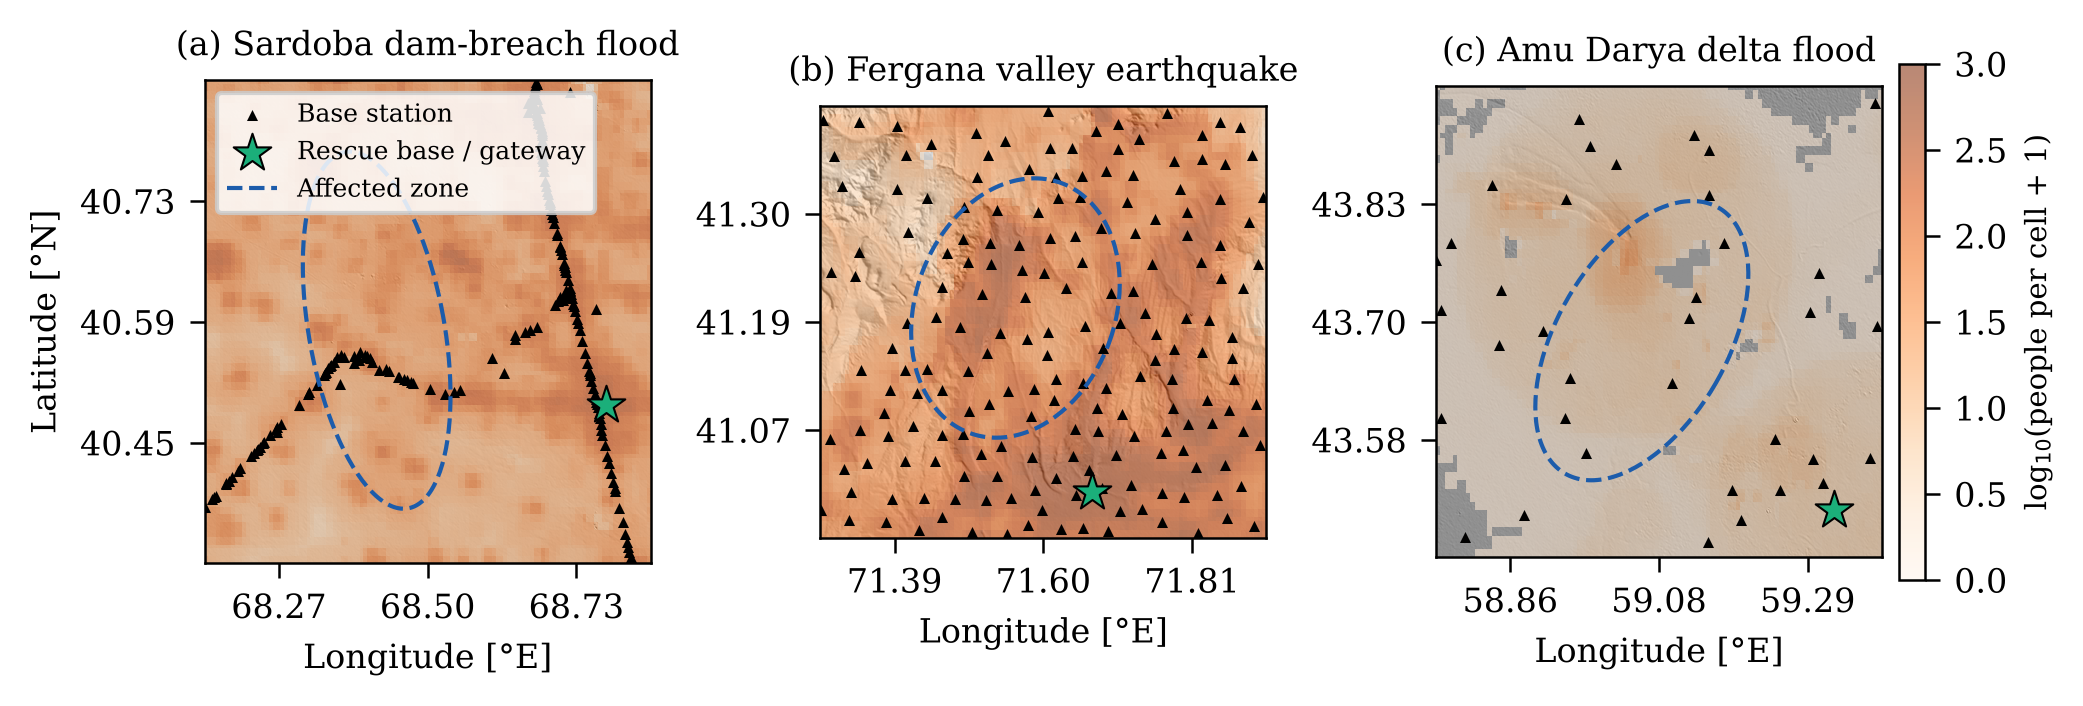 (a) Sardoba dam-breach flood
Base station
Rescue base / gateway
Affected zone
Latitude [°N]
40.73
40.59
40.45
68.27 68.50 68.73
Longitude [°E]
(b) Fergana valley earthquake
41.30
41.19
41.07
71.39 71.60 71.81
Longitude [°E]
(c) Amu Darya delta flood
43.83
43.70
43.58
58.86 59.08 59.29
Longitude [°E]
3.0
2.5
2.0
1.5
1.0
0.5
0.0
log₁₀(people per cell + 1)